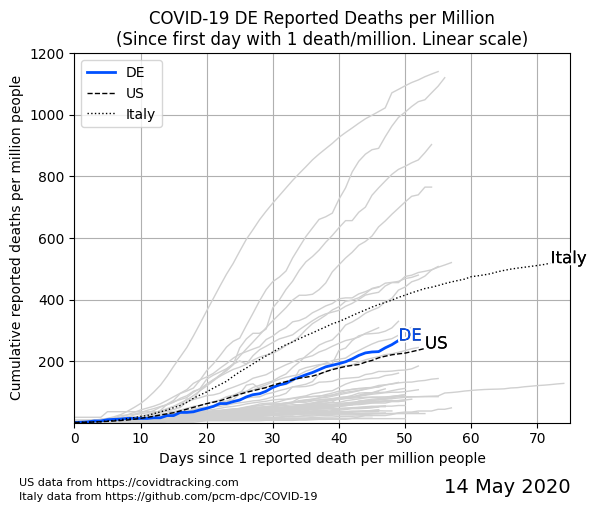 COVID-19 DE Reported Deaths per Million
(Since first day with 1 death/million. Linear scale)
Cumulative reported deaths per million people
1200
1000
800
600
400
200
DE
US
Italy
Italy
DE
US
0 10 20 30 40 50 60 70
Days since 1 reported death per million people
US data from https://covidtracking.com
Italy data from https://github.com/pcm-dpc/COVID-19
14 May 2020